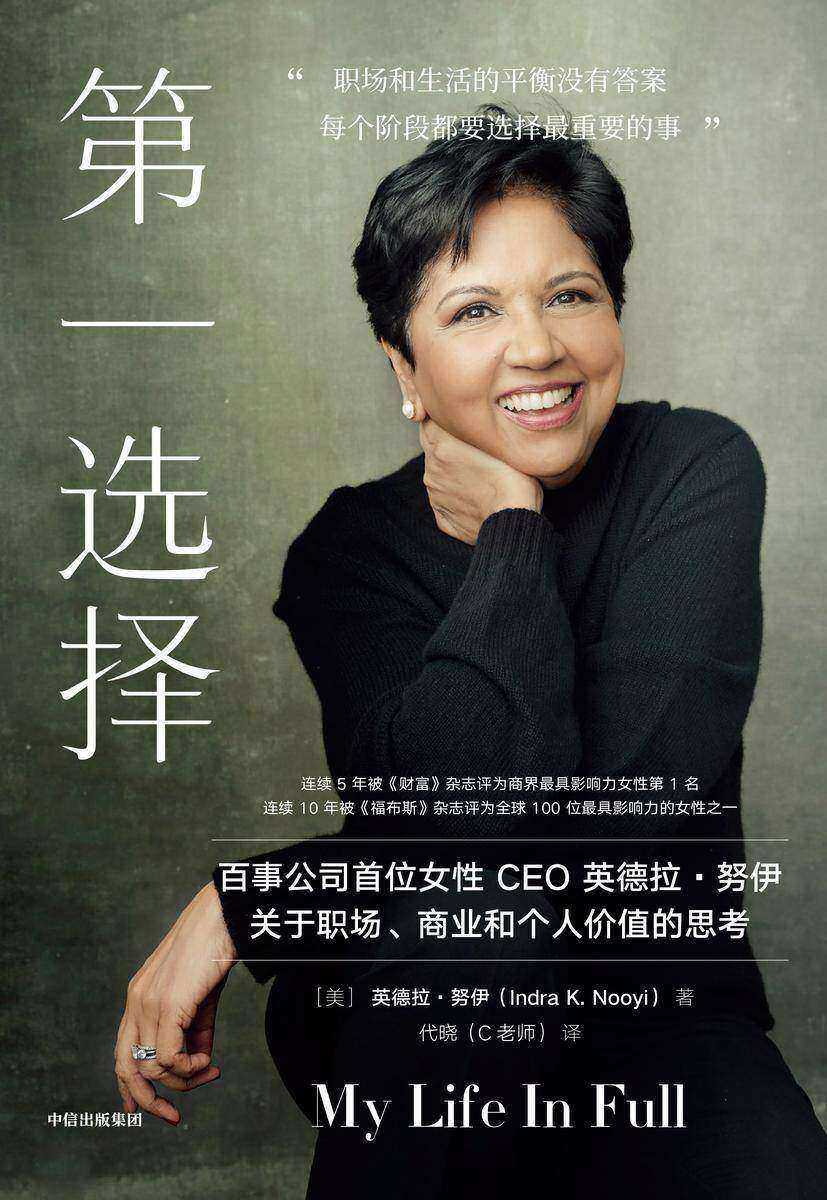 第一选择
“ 职场和生活的平衡没有答案
每个阶段都要选择最重要的事 ”
连续 5 年被《财富》杂志评为商界最具影响力女性第 1 名
连续 10 年被《福布斯》杂志评为全球 100 位最具影响力的女性之一
百事公司首位女性 CEO 英德拉·努伊
关于职场、商业和个人价值的思考
［美］ 英德拉·努伊（Indra K. Nooyi） 著
代晓（C 老师） 译
My Life In Full
中信出版集团